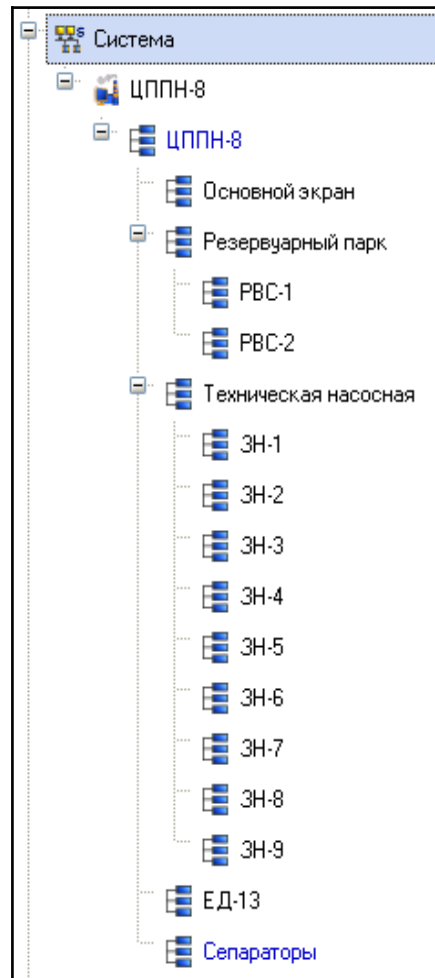 Система
ЦППН-8
ЦППН-8
Основной экран
Резервуарный парк
РВС-1
РВС-2
Техническая насосная
ЗН-1
ЗН-2
ЗН-3
ЗН-4
ЗН-5
ЗН-6
ЗН-7
ЗН-8
ЗН-9
ЕД-13
Сепараторы